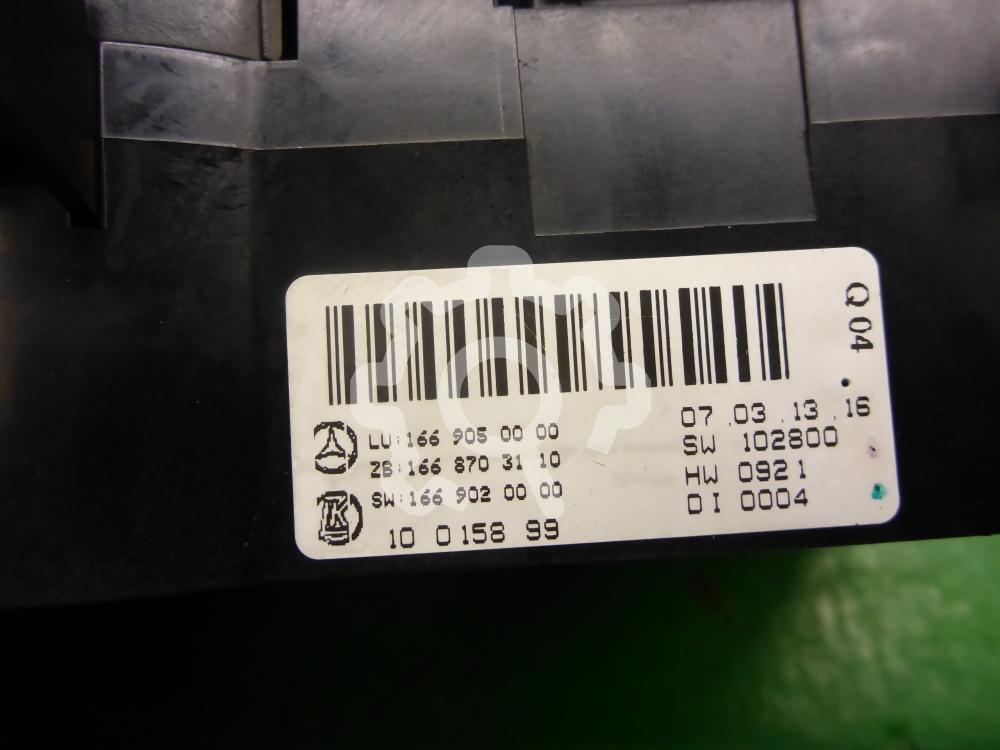 Q 04
LU:166 905 00 00
ZB:166 870 31 10
SW:166 902 00 00
10 0158 99
07 .03 .13 .16
SW 102800
HW 0921
DI 0004